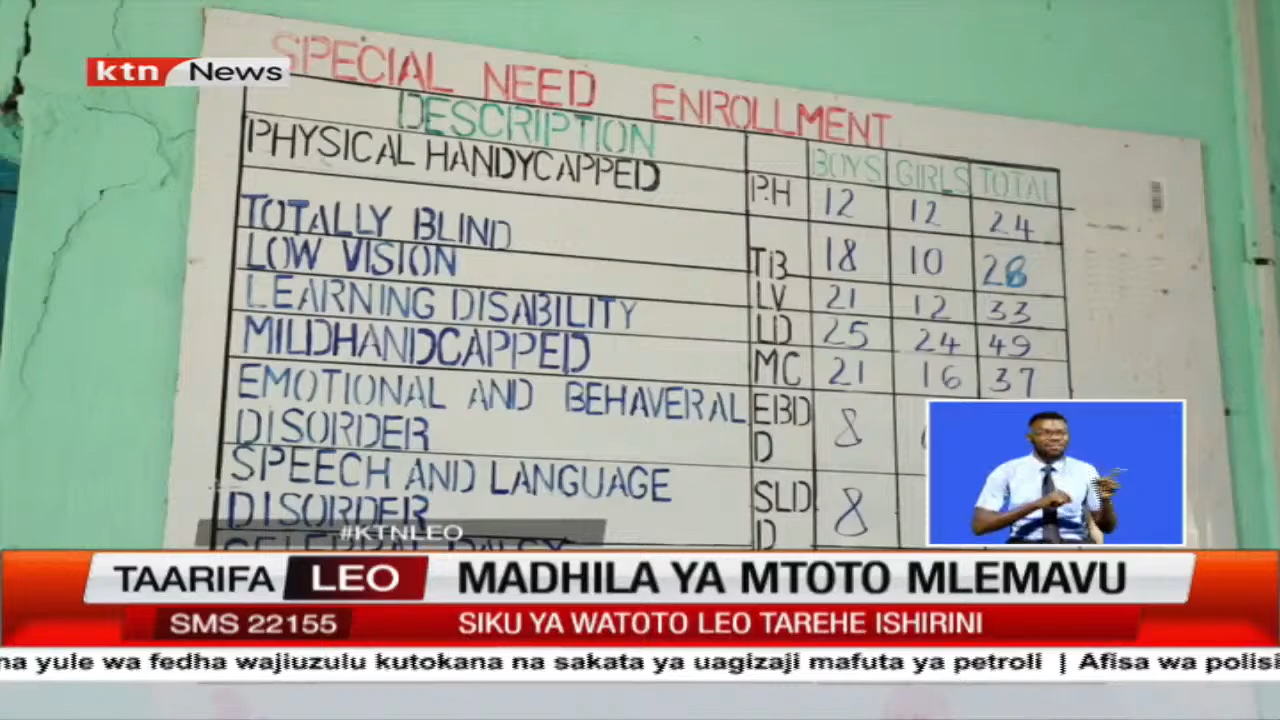 ktn News
SPECIAL NEED ENROLLMENT
DESCRIPTION BOYS GIRLS TOTAL
PHYSICAL HANDYCAPPED P.H 12 12 24
TOTALLY BLIND TiB 18 10 28
LOW VISION LV 21 12 33
LEARNING DISABILITY LD 25 24 49
MILDHANDCAPPED MC 21 16 37
EMOTIONAL AND BEHAVERAL EBD
DISORDER D 8
SPEECH AND LANGUAGE SLD
DISORDER D 8
#KTNLEO
TAARIFA LEO MADHILA YA MTOTO MLEMAVU
SMS 22155 SIKU YA WATOTO LEO TAREHE ISHIRINI
na yule wa fedha wajiuzulu kutokana na sakata ya uagizaji mafuta ya petroli | Afisa wa polisi